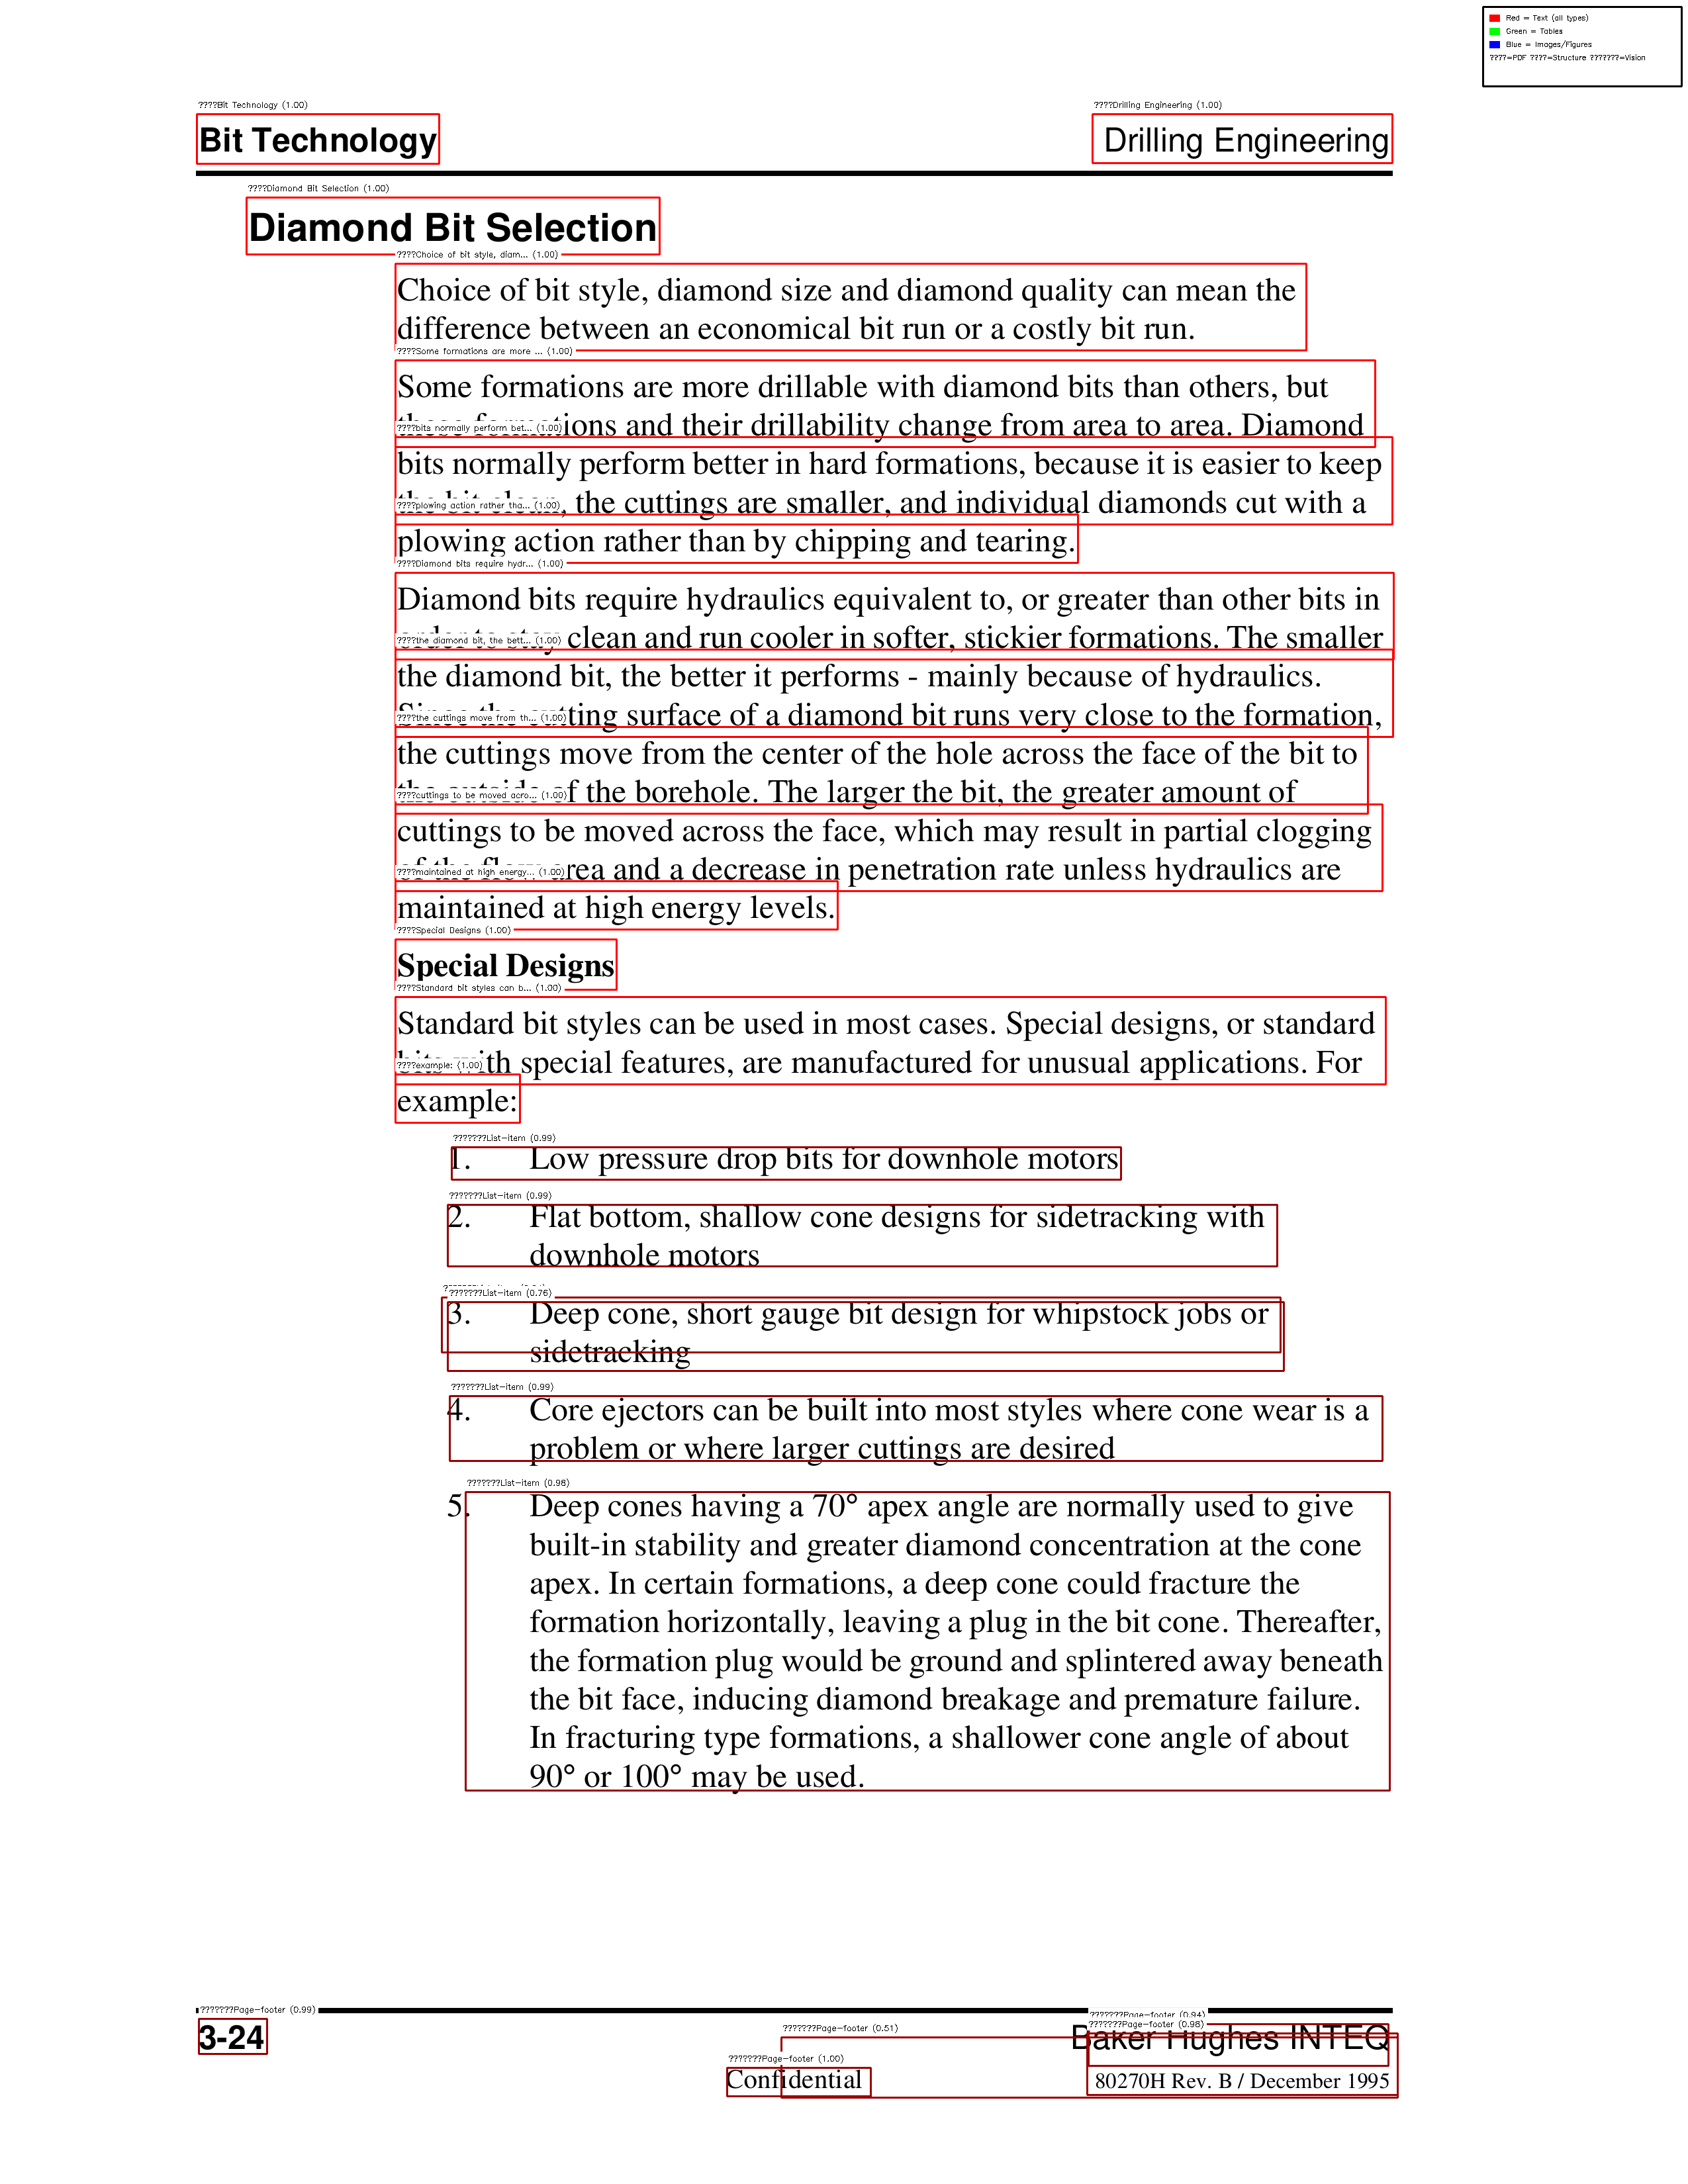 Red = Text (all types)
Green = Tables
Blue = Images/Figures
????=PDF ????=Structure ???????=Vision
????Bit Technology (1.00)
????Drilling Engineering (1.00)
Bit Technology
Drilling Engineering
????Diamond Bit Selection (1.00)
Diamond Bit Selection
????Choice of bit style, diam... (1.00)
Choice of bit style, diamond size and diamond quality can mean the
difference between an economical bit run or a costly bit run.
????Some formations are more ... (1.00)
Some formations are more drillable with diamond bits than others, but
these formations and their drillability change from area to area. Diamond
????bits normally perform bet... (1.00)
bits normally perform better in hard formations, because it is easier to keep
the bit clean, the cuttings are smaller, and individual diamonds cut with a
????plowing action rather tha... (1.00)
plowing action rather than by chipping and tearing.
????Diamond bits require hydr... (1.00)
Diamond bits require hydraulics equivalent to, or greater than other bits in
order to stay clean and run cooler in softer, stickier formations. The smaller
????the diamond bit, the bett... (1.00)
the diamond bit, the better it performs - mainly because of hydraulics.
Since the cutting surface of a diamond bit runs very close to the formation,
????the cuttings move from th... (1.00)
the cuttings move from the center of the hole across the face of the bit to
the outside of the borehole. The larger the bit, the greater amount of
????cuttings to be moved acro... (1.00)
cuttings to be moved across the face, which may result in partial clogging
of the flow area and a decrease in penetration rate unless hydraulics are
????maintained at high energy... (1.00)
maintained at high energy levels.
????Special Designs (1.00)
Special Designs
????Standard bit styles can b... (1.00)
Standard bit styles can be used in most cases. Special designs, or standard
bits with special features, are manufactured for unusual applications. For
????example: (1.00)
example:
???????List-item (0.99)
1. Low pressure drop bits for downhole motors
???????List-item (0.99)
2. Flat bottom, shallow cone designs for sidetracking with
downhole motors
???????List-item (0.76)
3. Deep cone, short gauge bit design for whipstock jobs or
sidetracking
???????List-item (0.99)
4. Core ejectors can be built into most styles where cone wear is a
problem or where larger cuttings are desired
???????List-item (0.98)
5. Deep cones having a 70° apex angle are normally used to give
built-in stability and greater diamond concentration at the cone
apex. In certain formations, a deep cone could fracture the
formation horizontally, leaving a plug in the bit cone. Thereafter,
the formation plug would be ground and splintered away beneath
the bit face, inducing diamond breakage and premature failure.
In fracturing type formations, a shallower cone angle of about
90° or 100° may be used.
???????Page-footer (0.99)
???????Page-footer (0.94)
???????Page-footer (0.98)
???????Page-footer (0.51)
3-24
Baker Hughes INTEQ
???????Page-footer (1.00)
Confidential
80270H Rev. B / December 1995